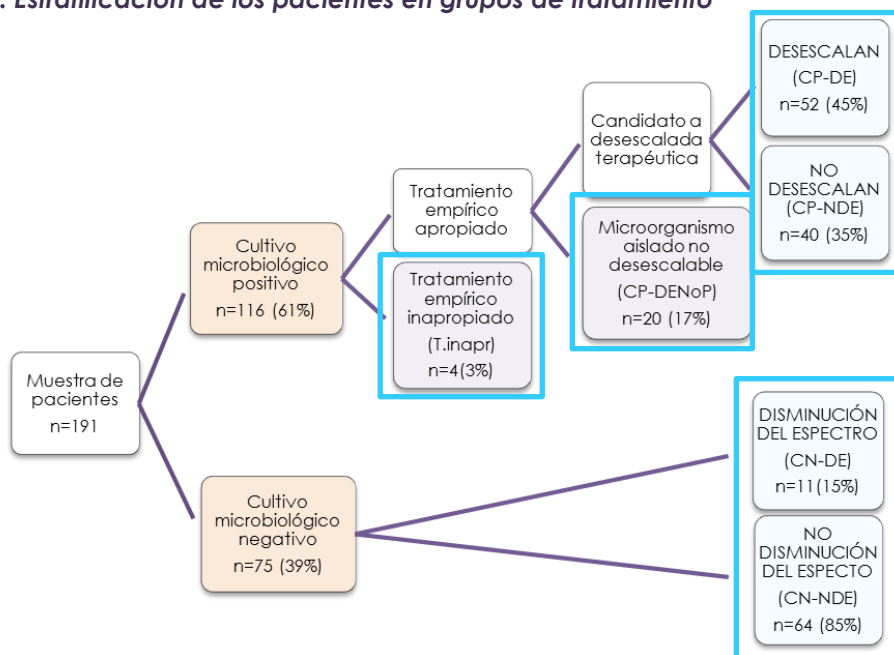 . Estratificación de los pacientes en grupos de tratamiento
Muestra de
pacientes
n=191
Cultivo
microbiológico
positivo
n=116 (61%)
Tratamiento
empírico
apropiado
Candidato a
desescalada
terapéutica
DESESCALAN
(CP-DE)
n=52 (45%)
NO
DESESCALAN
(CP-NDE)
n=40 (35%)
Microorganismo
aislado no
desescalable
(CP-DENoP)
n=20 (17%)
Tratamiento
empírico
inapropiado
(T.inapr)
n=4(3%)
Cultivo
microbiológico
negativo
n=75 (39%)
DISMINUCIÓN
DEL ESPECTRO
(CN-DE)
n=11(15%)
NO
DISMINUCIÓN
DEL ESPECTO
(CN-NDE)
n=64 (85%)